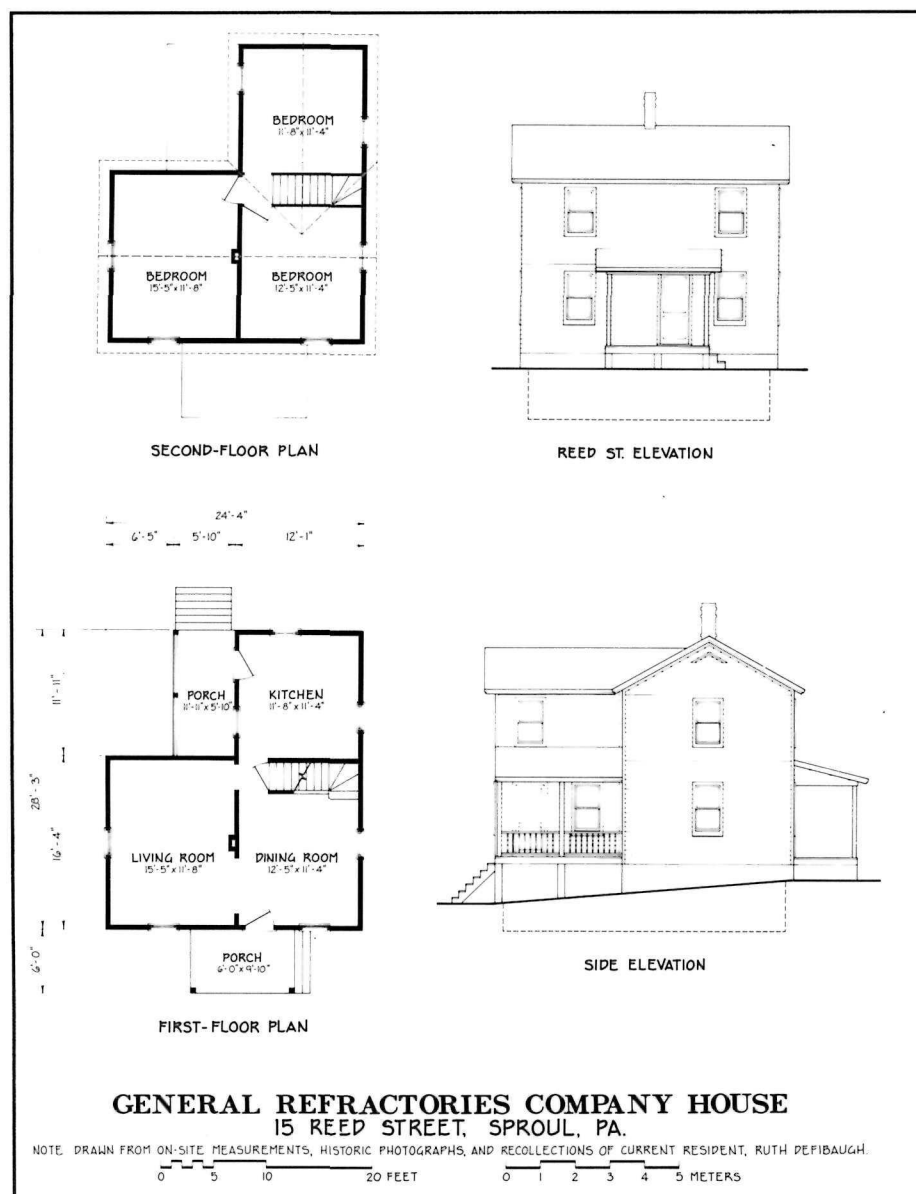 BEDROOM
11'-8" x 11'-4"
BEDROOM
15'-5" x 11'-8"
BEDROOM
12'-5" x 11'-4"
SECOND-FLOOR PLAN
REED ST. ELEVATION
24'-4"
6'-5" 5'-10" 12'-1"
11'-11"
28'-3"
16'-4"
6'-0"
PORCH
11'-11" x 5'-10"
KITCHEN
11'-8" x 11'-4"
LIVING ROOM
15'-5" x 11'-8"
DINING ROOM
12'-5" x 11'-4"
PORCH
6'-0" x 9'-10"
FIRST-FLOOR PLAN
SIDE ELEVATION
GENERAL REFRACTORIES COMPANY HOUSE
15 REED STREET, SPROUL, PA.
NOTE DRAWN FROM ON-SITE MEASUREMENTS, HISTORIC PHOTOGRAPHS, AND RECOLLECTIONS OF CURRENT RESIDENT, RUTH DEFIBAUGH.
0 5 10 20 FEET
0 1 2 3 4 5 METERS